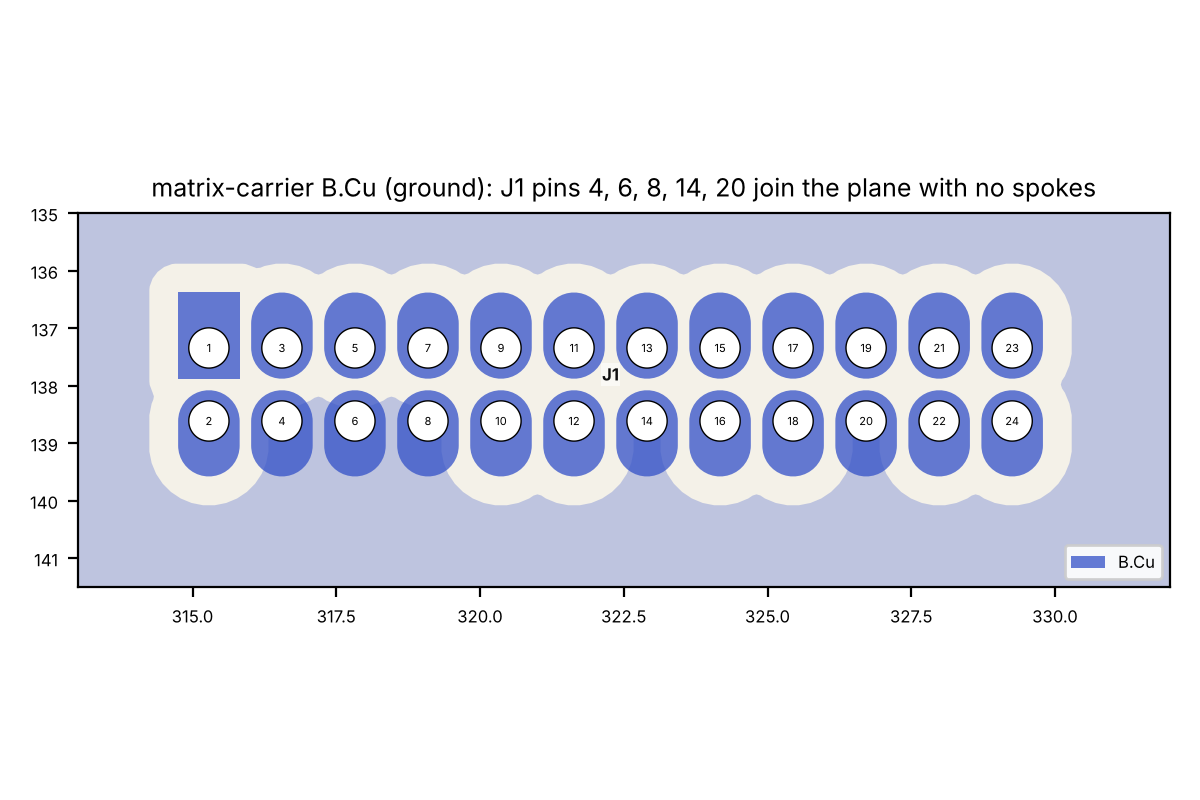 matrix-carrier B.Cu (ground): J1 pins 4, 6, 8, 14, 20 join the plane with no spokes
135
136
137
138
139
140
141
1 3 5 7 9 11 13 15 17 19 21 23
J1
2 4 6 8 10 12 14 16 18 20 22 24
B.Cu
315.0 317.5 320.0 322.5 325.0 327.5 330.0